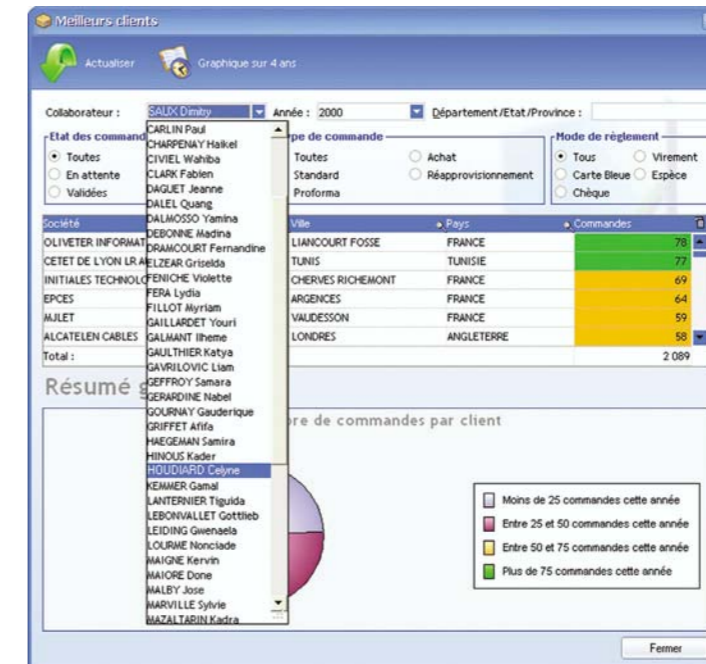 Meilleurs clients
Actualiser
Graphique sur 4 ans
Collaborateur :
SAUX Dimitry
Année : 2000
Département/Etat/Province :
Etat des command
Toutes
En attente
Validées
pe de commande
Toutes
Achat
Standard
Réapprovisionnement
Proforma
Mode de règlement
Tous
Virement
Carte Bleue
Espèce
Chèque
CARLIN Paul
CHARPENAY Haikel
CIVIEL Wahiba
CLARK Fabien
DAGUET Jeanne
DALEL Quang
DALMOSSO Yamina
DEBONNE Madina
DRAMCOURT Fernandine
ELZEAR Griselda
FENICHE Violette
FERA Lydia
FILLOT Myriam
GAILLARDET Youri
GALMANT Ilheme
GAULTHIER Katya
GAVRILOVIC Liam
GEFFROY Samara
GERARDINE Nabel
GOURNAY Gauderique
GRIFFET Afifa
HAEGEMAN Samira
HINOUS Kader
HOUDIARD Celyne
KEMMER Gamal
LANTERNIER Tiguida
LEBONVALLET Gottlieb
LEIDING Gwenaela
LOURME Nonciade
MAIGNE Kervin
MAIORE Done
MALBY Jose
MARVILLE Sylvie
MAZALTARIN Kadra
Société
Ville
Pays
Commandes
OLIVETER INFORMAT
LIANCOURT FOSSE
FRANCE
78
CETET DE LYON LR A
TUNIS
TUNISIE
77
INITIALES TECHNOLO
CHERVES RICHEMONT
FRANCE
69
EPCES
ARGENCES
FRANCE
64
MJLET
VAUDESSON
FRANCE
59
ALCATELEN CABLES
LONDRES
ANGLETERRE
58
Total :
2 089
Résumé g
re de commandes par client
Moins de 25 commandes cette année
Entre 25 et 50 commandes cette année
Entre 50 et 75 commandes cette année
Plus de 75 commandes cette année
Fermer